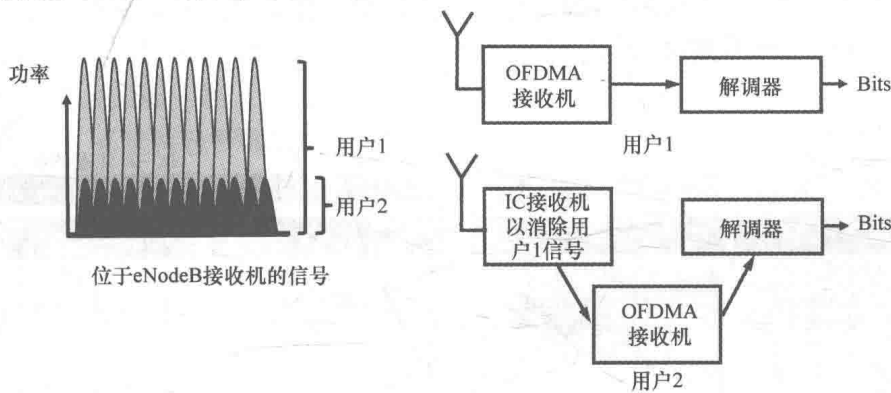 功率
用户1
用户2
位于eNodeB接收机的信号
OFDMA
接收机
解调器
Bits
用户1
IC接收机
以消除用
户1信号
解调器
Bits
OFDMA
接收机
用户2